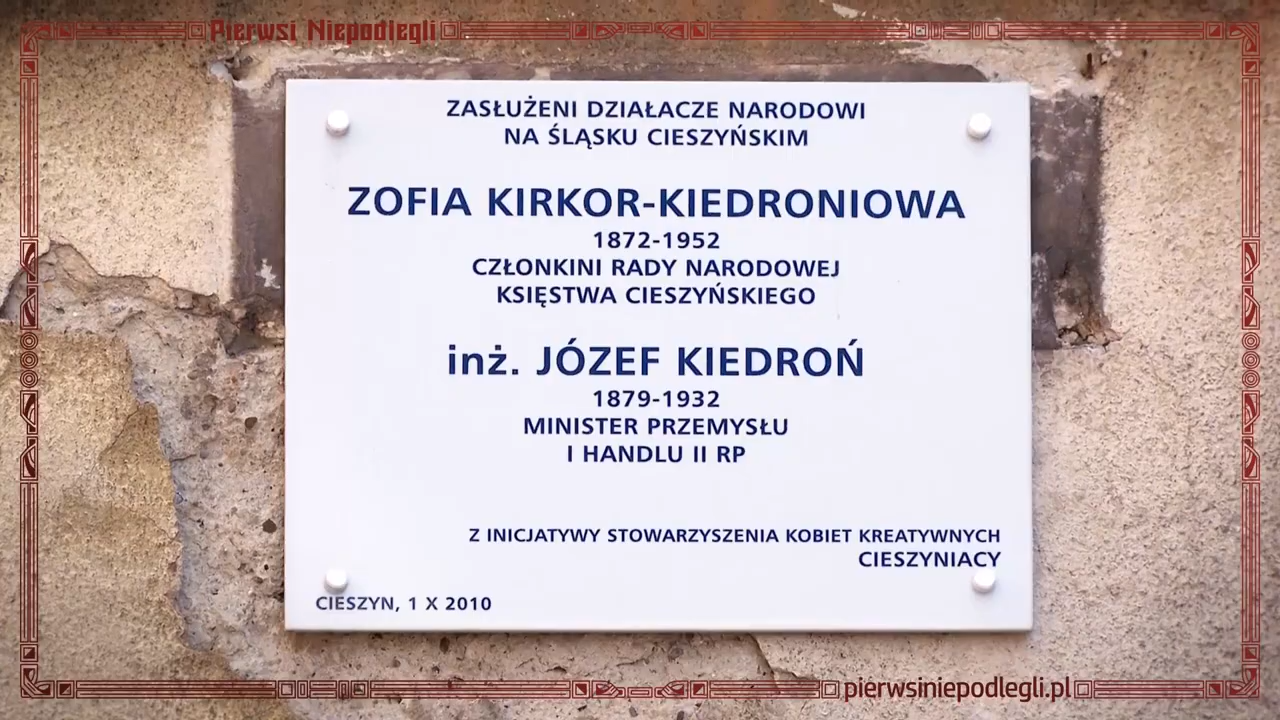 Pierwsi Niepodlegli
ZASŁUŻENI DZIAŁACZE NARODOWI
NA ŚLĄSKU CIESZYŃSKIM
ZOFIA KIRKOR-KIEDRONIOWA
1872-1952
CZŁONKINI RADY NARODOWEJ
KSIĘSTWA CIESZYŃSKIEGO
inż. JÓZEF KIEDROŃ
1879-1932
MINISTER PRZEMYSŁU
I HANDLU II RP
Z INICJATYWY STOWARZYSZENIA KOBIET KREATYWNYCH
CIESZYNIACY
CIESZYN, 1 X 2010
pierwsiniepodlegli.pl